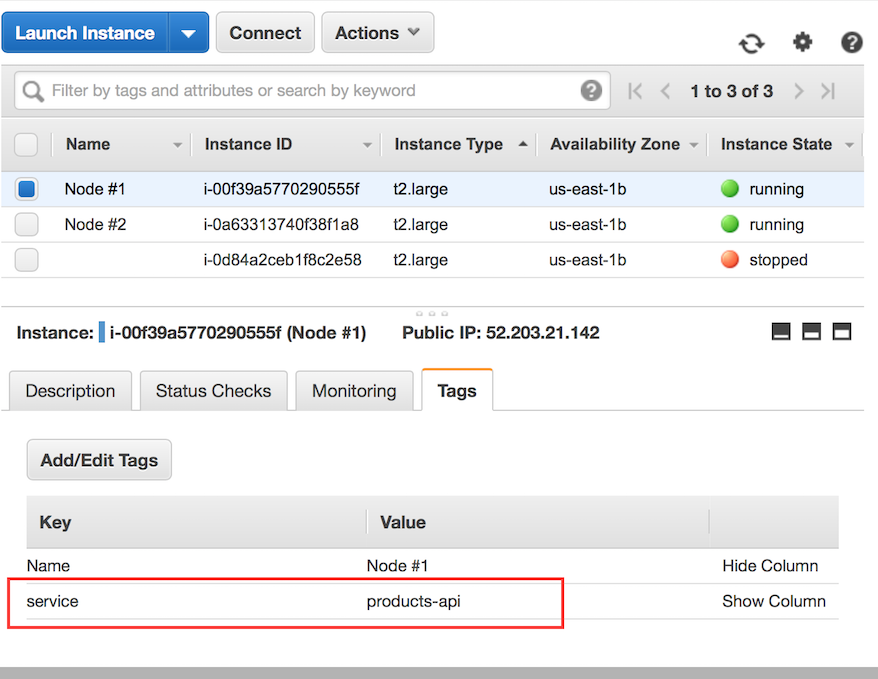 Launch Instance Connect Actions
Filter by tags and attributes or search by keyword ? 1 to 3 of 3 ?
Name Instance ID Instance Type Availability Zone Instance State
Node #1 i-00f39a5770290555f t2.large us-east-1b running
Node #2 i-0a63313740f38f1a8 t2.large us-east-1b running
i-0d84a2ceb1f8c2e58 t2.large us-east-1b stopped
Instance: i-00f39a5770290555f (Node #1) Public IP: 52.203.21.142
Description Status Checks Monitoring Tags
Add/Edit Tags
Key Value
Name Node #1 Hide Column
service products-api Show Column